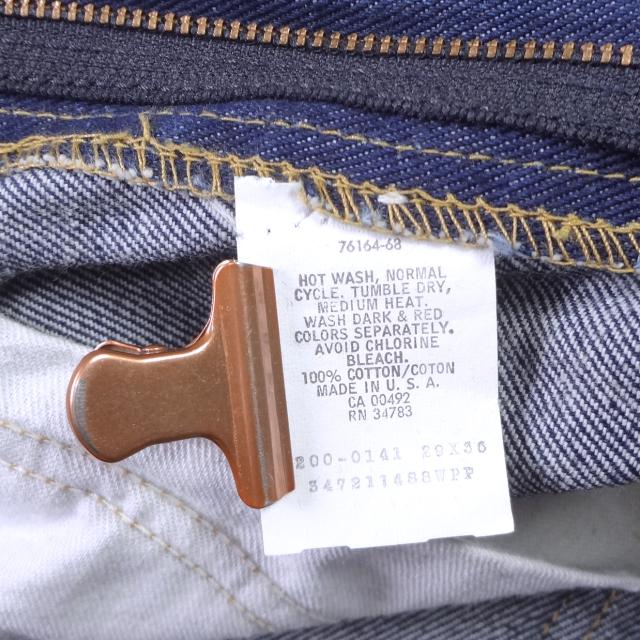 76164-68
HOT WASH, NORMAL
CYCLE. TUMBLE DRY,
MEDIUM HEAT.
WASH DARK & RED
COLORS SEPARATELY.
AVOID CHLORINE
BLEACH.
100% COTTON/COTON
MADE IN U. S. A.
CA 00492
RN 34783
200-0141 29X36
347211488WPP